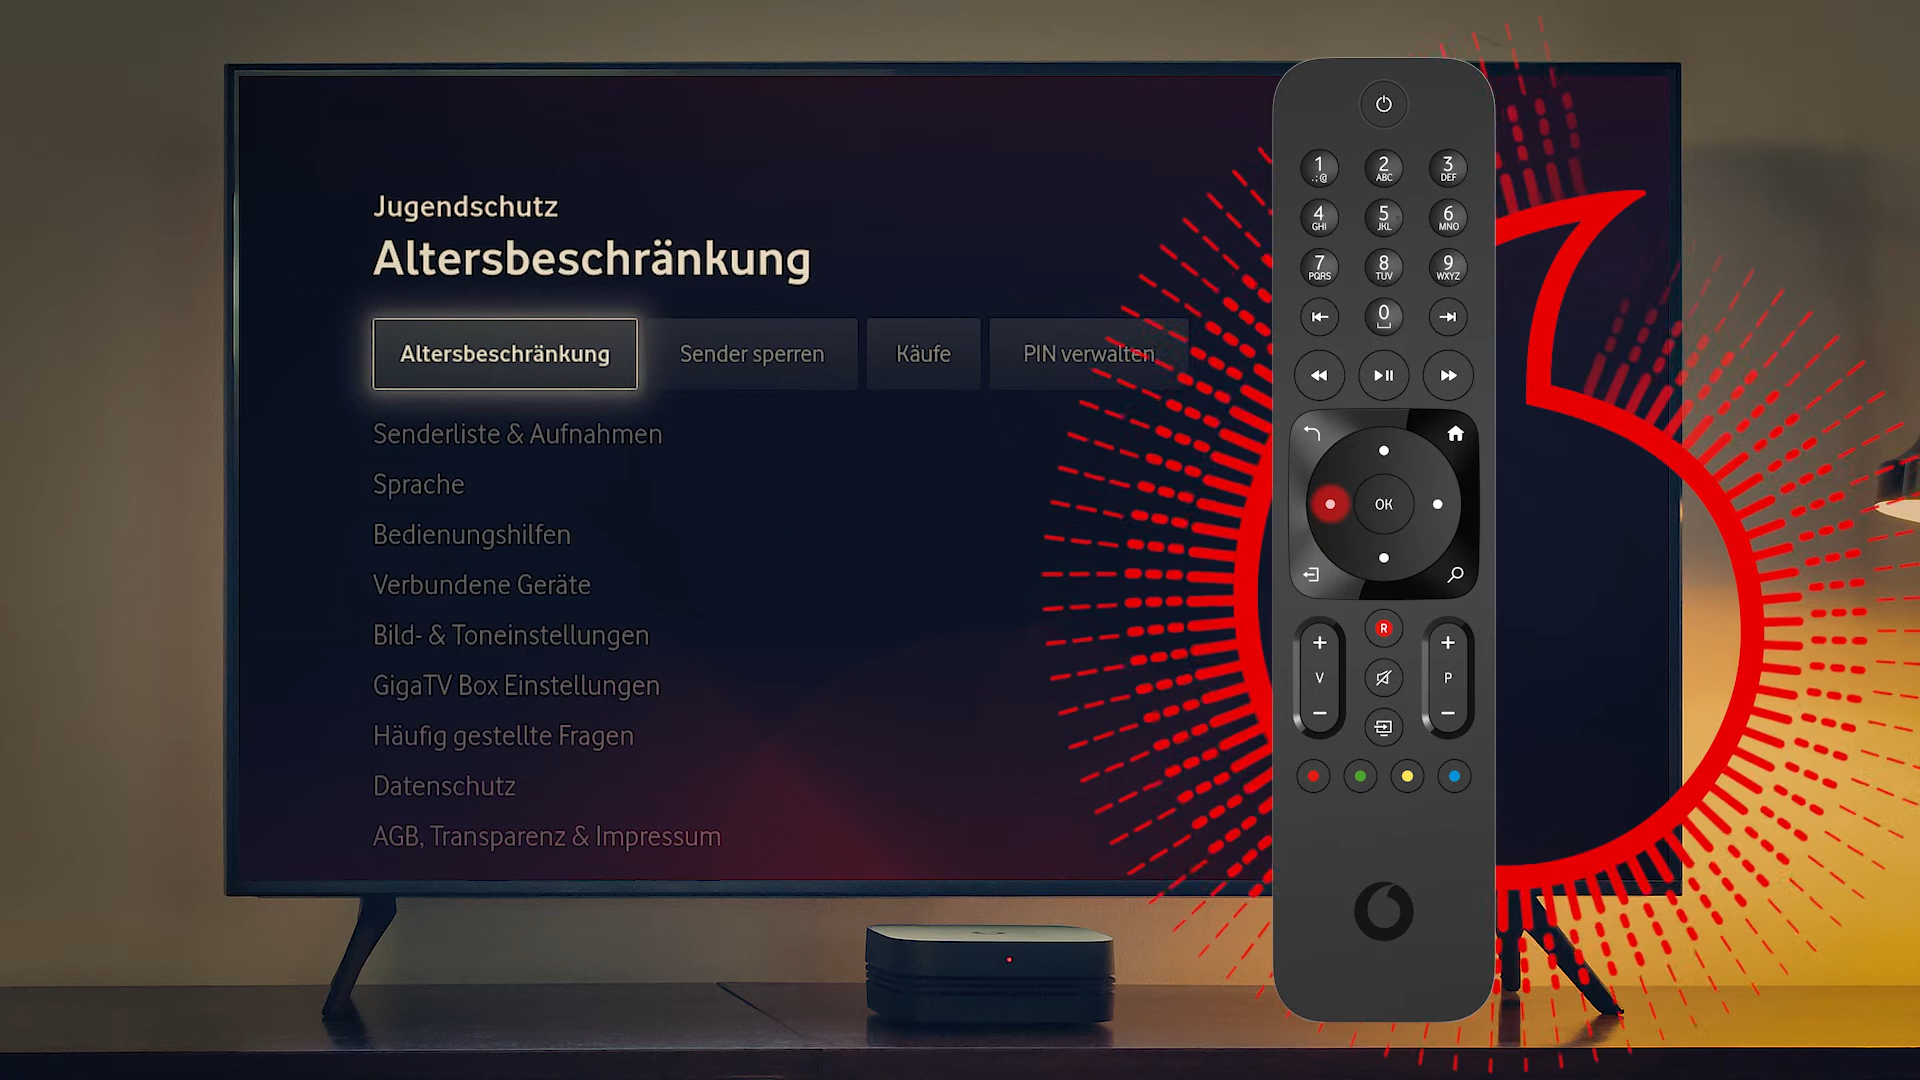 Jugendschutz
Altersbeschränkung
Altersbeschränkung Sender sperren Käufe PIN verwalten
Senderliste & Aufnahmen
Sprache
Bedienungshilfen
Verbundene Geräte
Bild- & Toneinstellungen
GigaTV Box Einstellungen
Häufig gestellte Fragen
Datenschutz
AGB, Transparenz & Impressum
1 2 3
.;@ ABC DEF
4 5 6
GHI JKL MNO
7 8 9
PQRS TUV WXYZ
0
OK
R
+ +
V P
− −